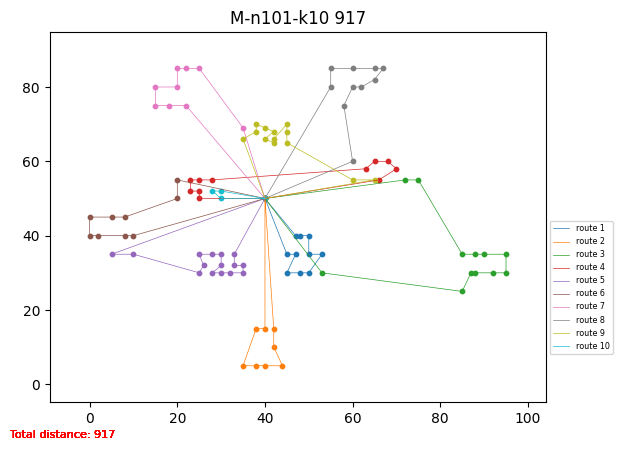 M-n101-k10 917
80
60
40
20
0
0 20 40 60 80 100
route 1
route 2
route 3
route 4
route 5
route 6
route 7
route 8
route 9
route 10
Total distance: 917